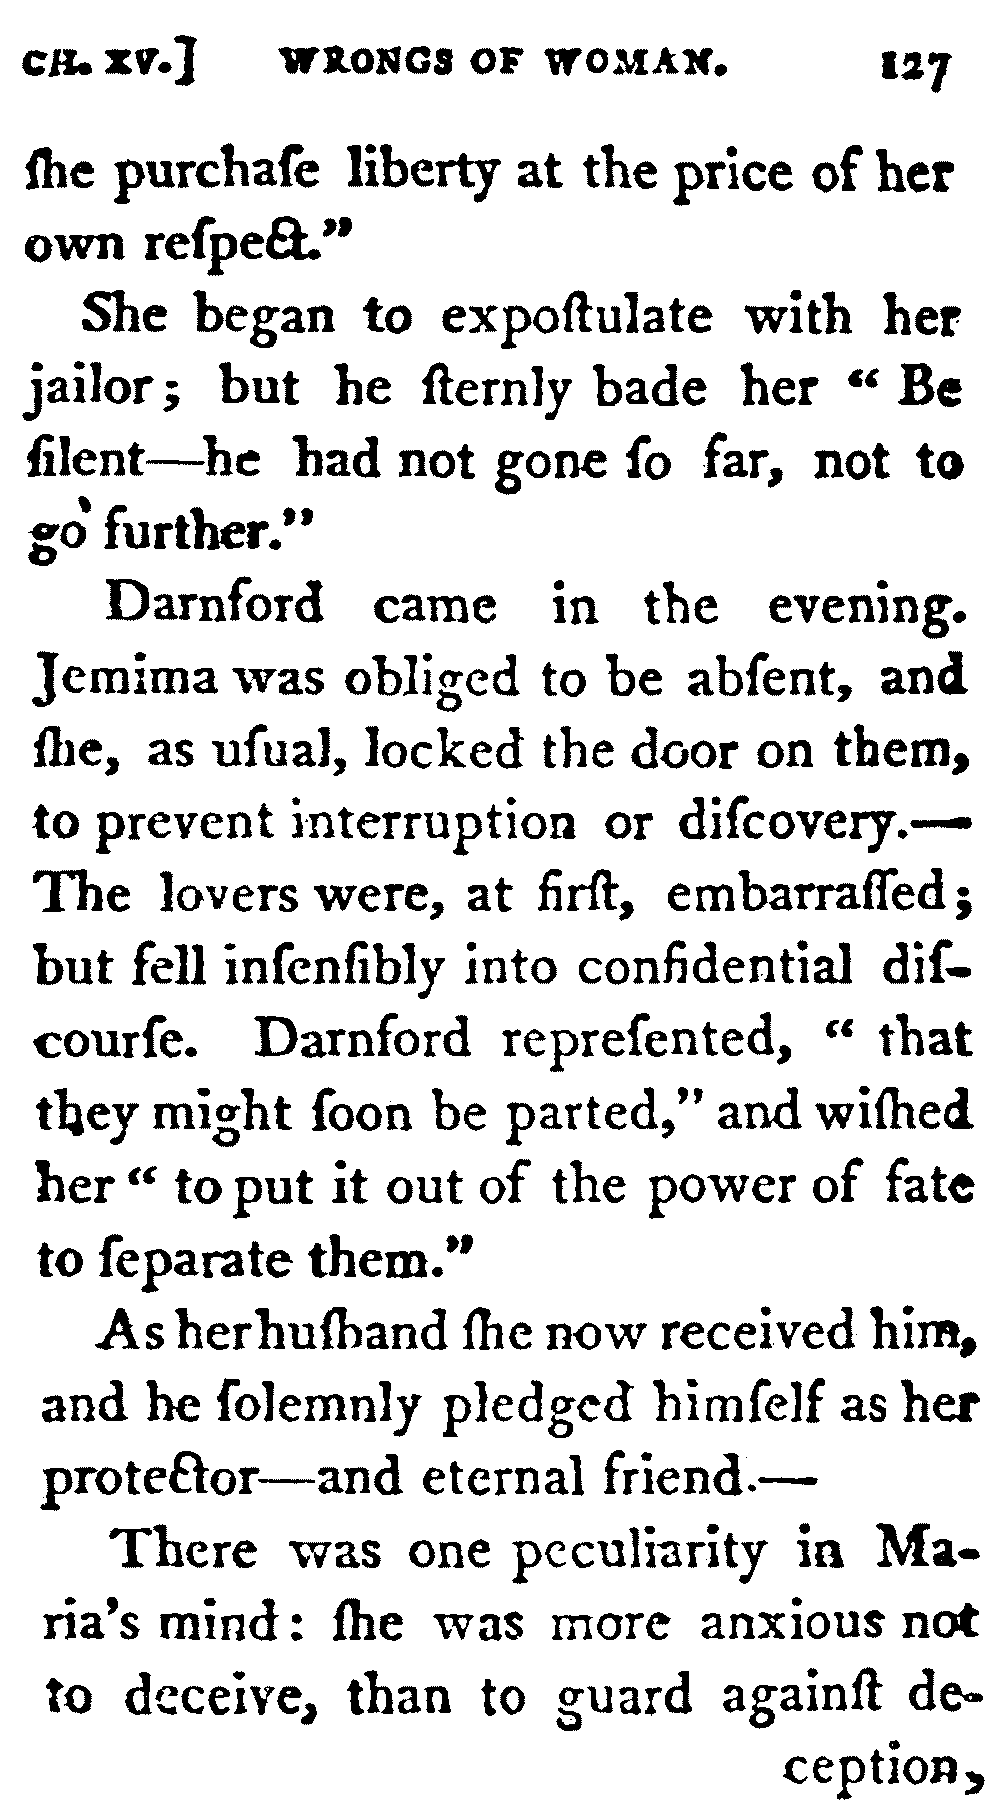 CH. XV.] WRONGS OF WOMAN. 127
ſhe purchaſe liberty at the price of her
own reſpect.”
She began to expoſtulate with her
jailor; but he ſternly bade her “ Be
ſilent—he had not gone ſo far, not to
go further.”
Darnford came in the evening.
Jemima was obliged to be abſent, and
ſhe, as uſual, locked the door on them,
to prevent interruption or diſcovery.—
The lovers were, at firſt, embarraſſed;
but fell inſenſibly into confidential diſ-
courſe. Darnford repreſented, “ that
they might ſoon be parted,” and wiſhed
her “ to put it out of the power of fate
to ſeparate them.”
As her huſband ſhe now received him,
and he ſolemnly pledged himſelf as her
protector—and eternal friend.—
There was one peculiarity in Ma-
ria’s mind: ſhe was more anxious not
to deceive, than to guard againſt de-
ception,